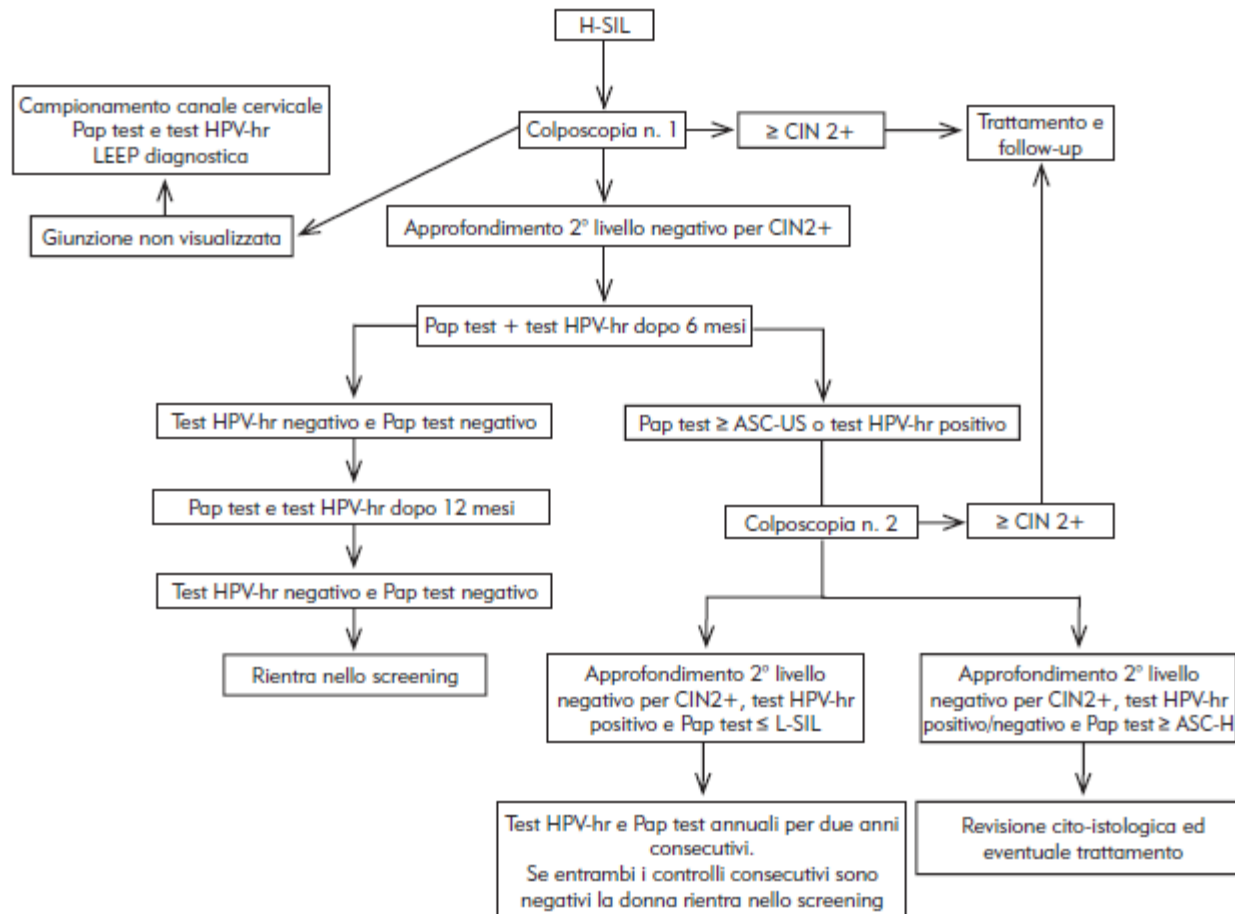 H-SIL
Campionamento canale cervicale
Pap test e test HPV-hr
LEEP diagnostica
Colposcopia n. 1
≥ CIN 2+
Trattamento e
follow-up
Giunzione non visualizzata
Approfondimento 2º livello negativo per CIN2+
Pap test + test HPV-hr dopo 6 mesi
Test HPV-hr negativo e Pap test negativo
Pap test ≥ ASC-US o test HPV-hr positivo
Pap test e test HPV-hr dopo 12 mesi
Colposcopia n. 2
≥ CIN 2+
Test HPV-hr negativo e Pap test negativo
Rientra nello screening
Approfondimento 2º livello
negativo per CIN2+, test HPV-hr
positivo e Pap test ≤ L-SIL
Approfondimento 2º livello
negativo per CIN2+, test HPV-hr
positivo/negativo e Pap test ≥ ASC-H
Test HPV-hr e Pap test annuali per due anni
consecutivi.
Se entrambi i controlli consecutivi sono
negativi la donna rientra nello screening
Revisione cito-istologica ed
eventuale trattamento